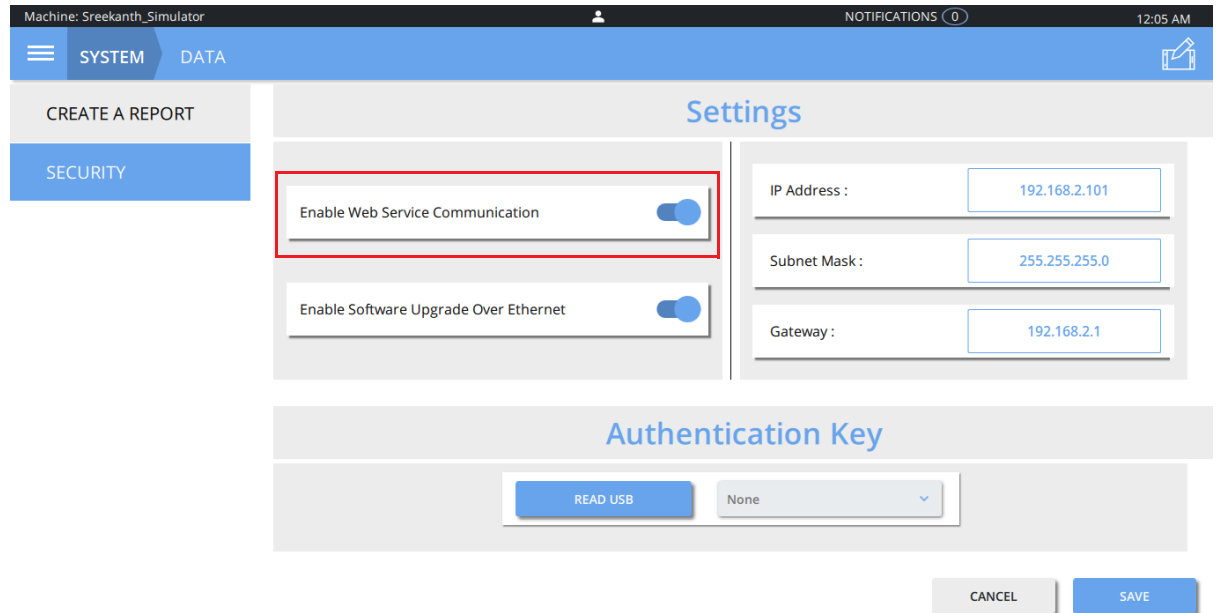 Machine: Sreekanth_Simulator
NOTIFICATIONS 0
12:05 AM
SYSTEM
DATA
CREATE A REPORT
SECURITY
Settings
Enable Web Service Communication
Enable Software Upgrade Over Ethernet
IP Address :
192.168.2.101
Subnet Mask :
255.255.255.0
Gateway :
192.168.2.1
Authentication Key
READ USB
None
CANCEL
SAVE